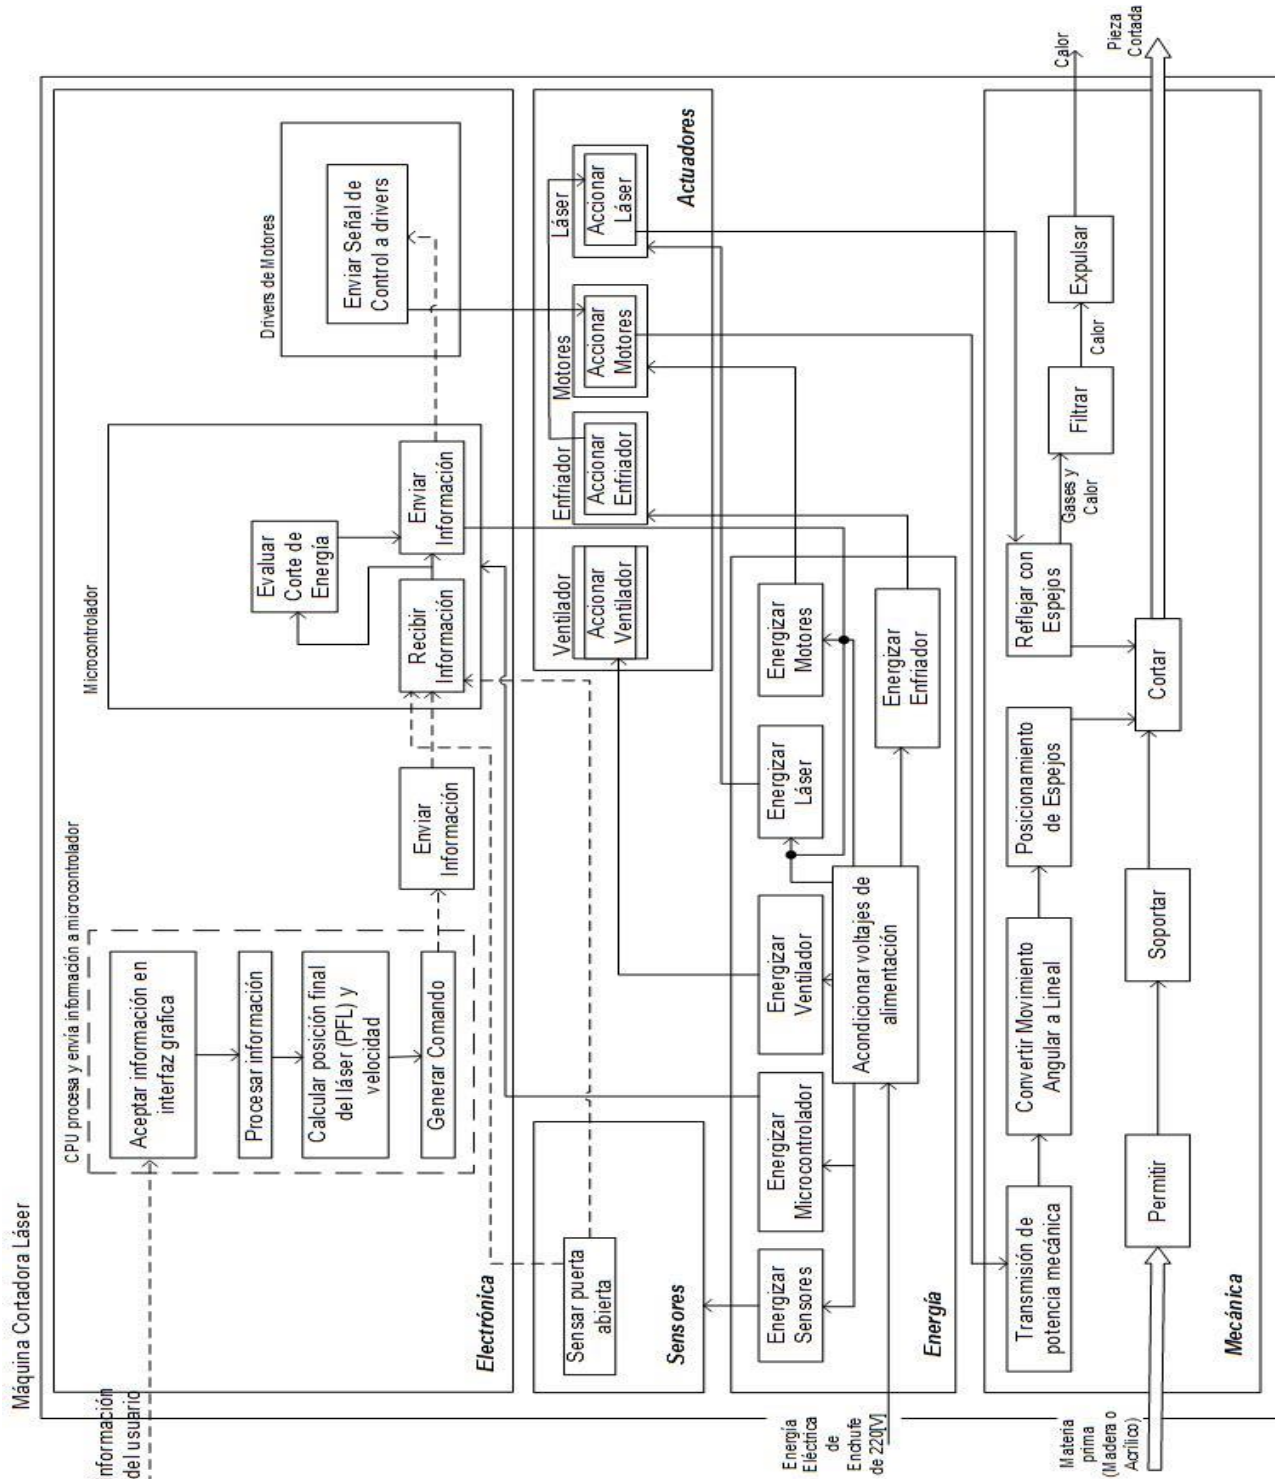 Máquina Cortadora Láser
Información
del usuario
CPU procesa y envía información a microcontrolador
Aceptar información en
interfaz grafica
Procesar información
Calcular posición final
del láser (PFL) y
velocidad
Generar Comando
Enviar
Información
Microcontrolador
Recibir
Información
Evaluar
Corte de
Energía
Enviar
Información
Drivers de Motores
Enviar Señal de
Control a drivers
Electrónica
Sensar puerta
abierta
Sensores
Ventilador
Accionar
Ventilador
Enfriador
Accionar
Enfriador
Motores
Accionar
Motores
Láser
Accionar
Láser
Actuadores
Energía
Eléctrica
de
Enchufe
de 220[V]
Energizar
Sensores
Energizar
Microcontrolador
Energizar
Ventilador
Energizar
Láser
Energizar
Motores
Acondicionar voltajes de
alimentación
Energizar
Enfriador
Energía
Transmisión de
potencia mecánica
Convertir Movimiento
Angular a Lineal
Posicionamiento
de Espejos
Reflejar con
Espejos
Gases y
Calor
Filtrar
Calor
Expulsar
Calor
Materia
prima
(Madera o
Acrílico)
Permitir
Soportar
Cortar
Pieza
Cortada
Mecánica